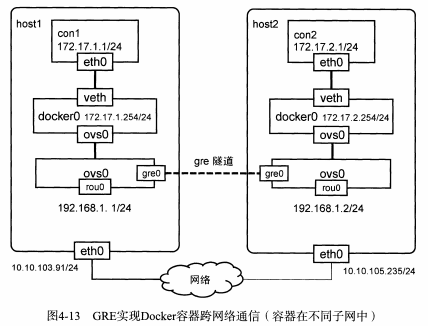 host1
con1
172.17.1.1/24
eth0
veth
docker0 172.17.1.254/24
ovs0
ovs0
gre0
rou0
192.168.1. 1/24
eth0
10.10.103.91/24
gre 隧道
网络
host2
con2
172.17.2.1/24
eth0
veth
docker0 172.17.2.254/24
ovs0
gre0
ovs0
rou0
192.168.1.2/24
eth0
10.10.105.235/24
图4-13 GRE实现Docker容器跨网络通信（容器在不同子网中）